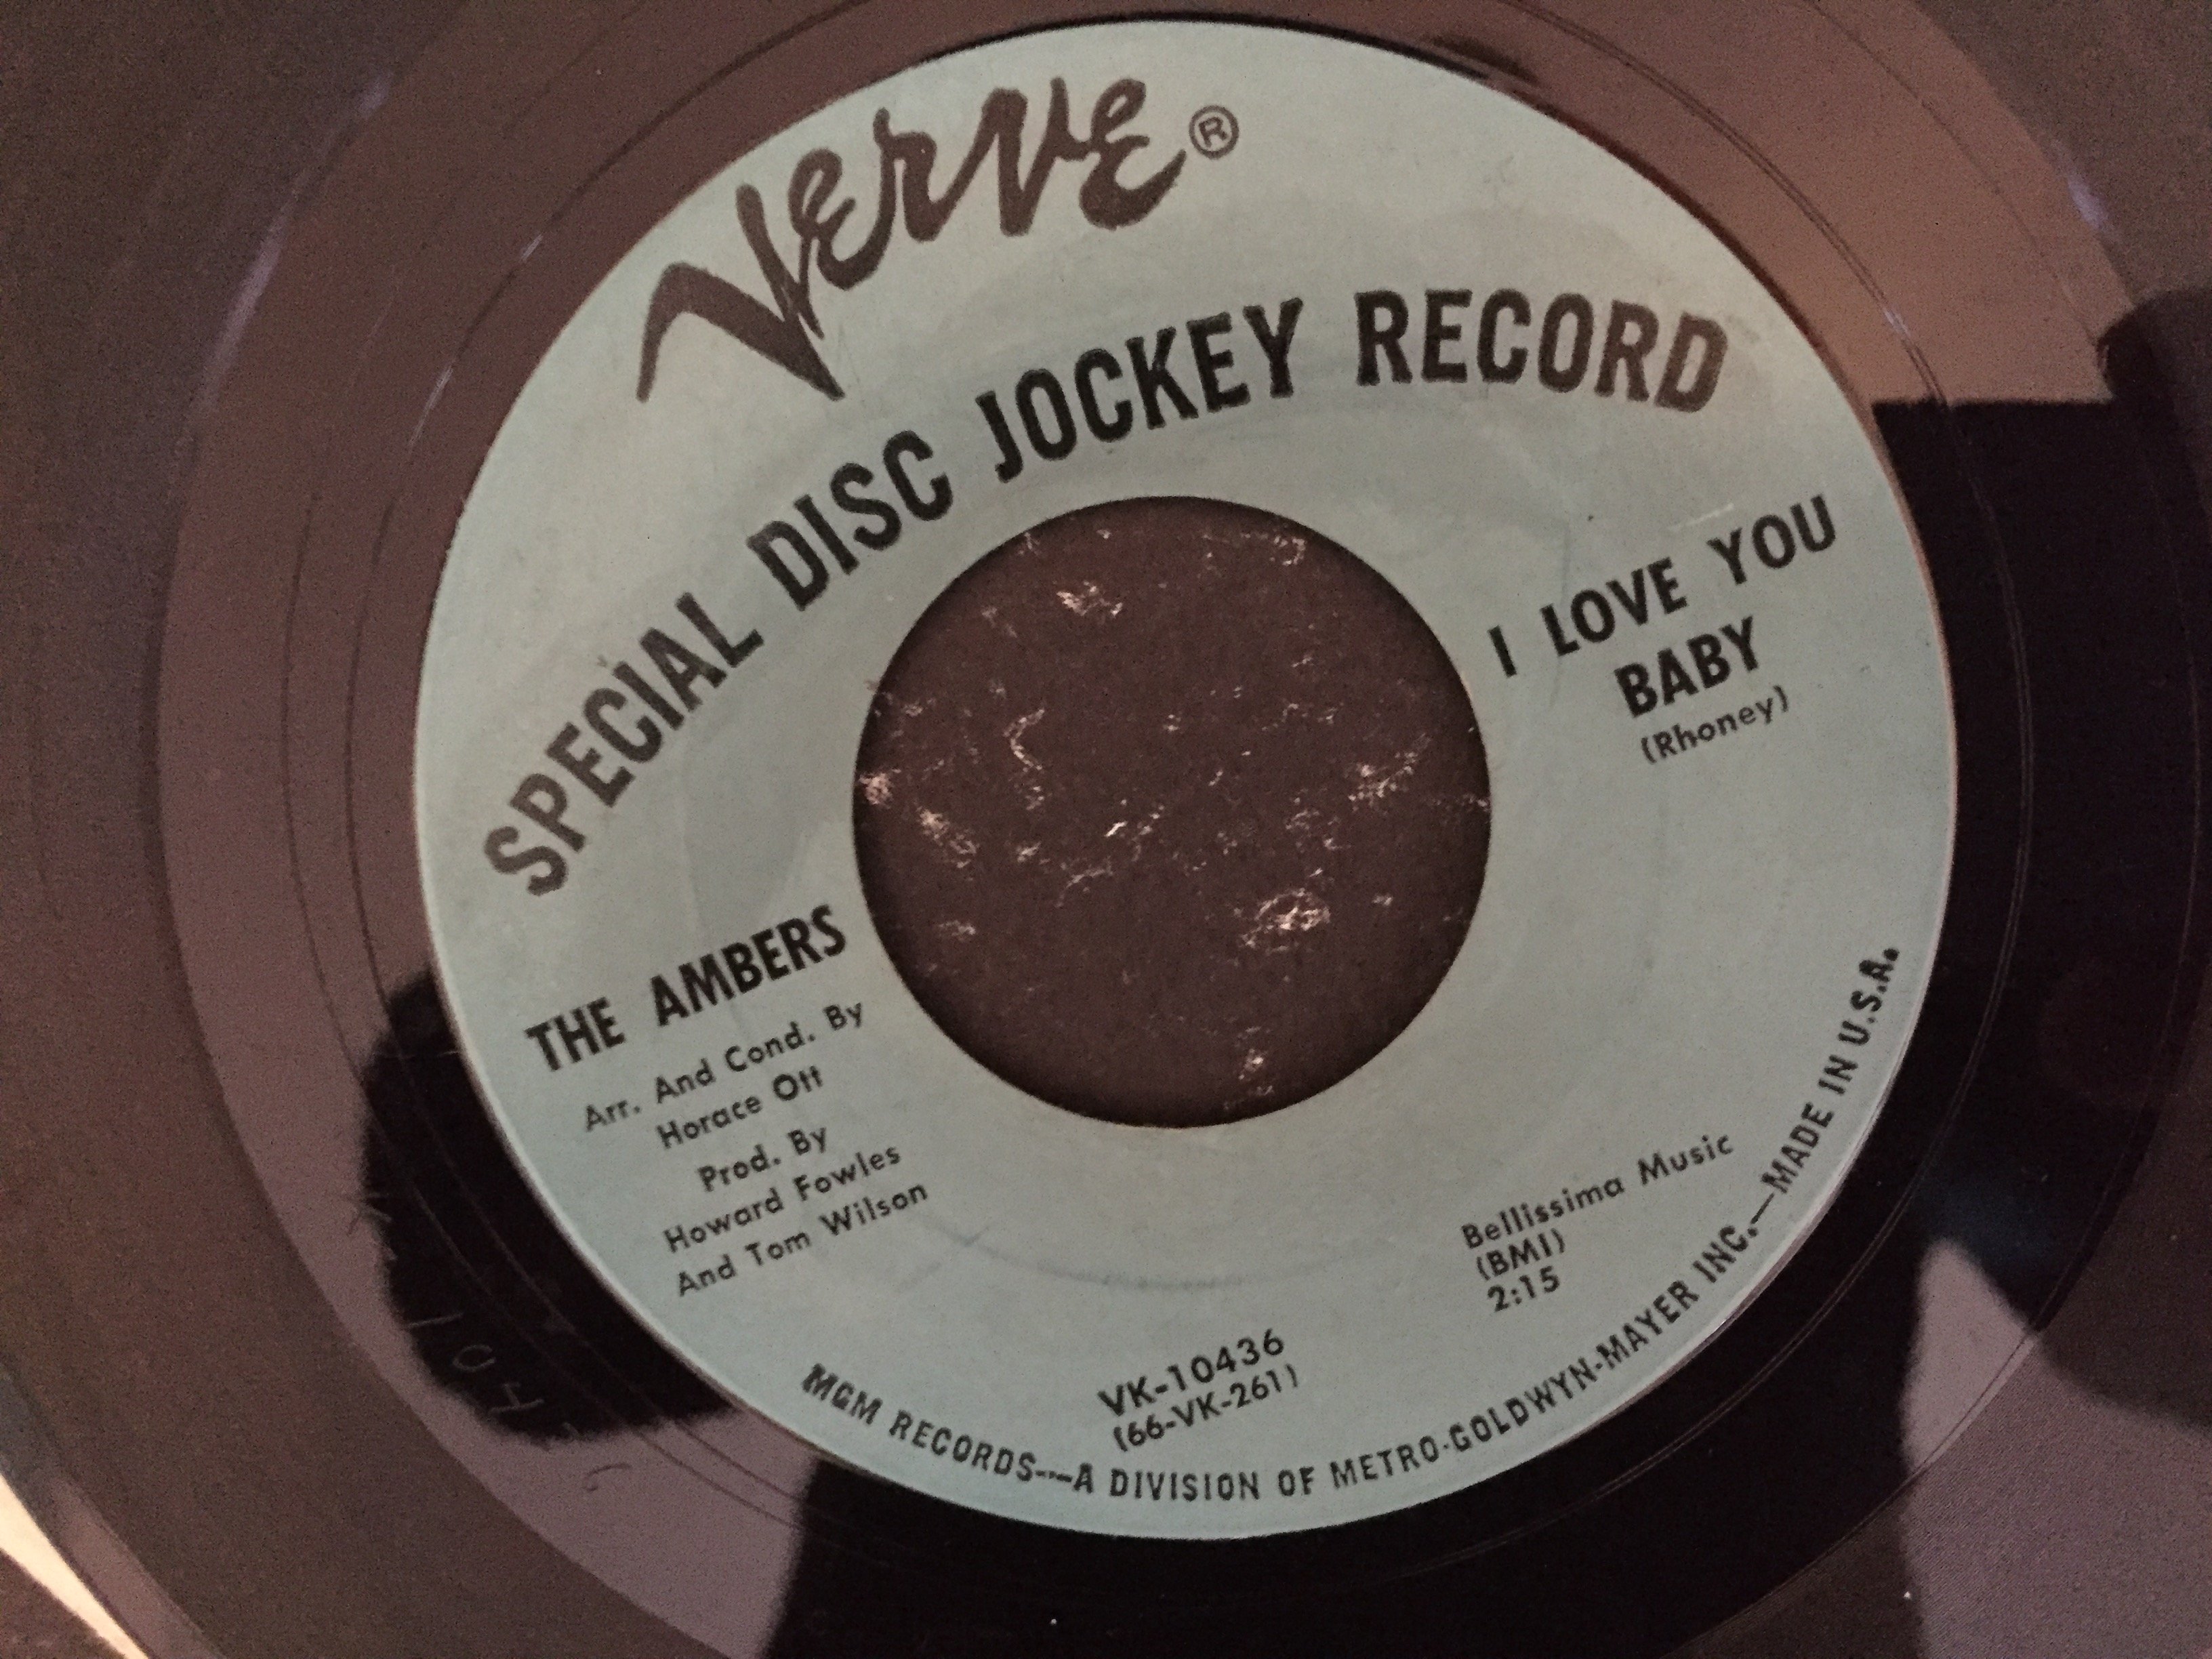 VERVE®
SPECIAL DISC JOCKEY RECORD
I LOVE YOU
BABY
(Rhoney)
THE AMBERS
Arr. And Cond. By
Horace Ott
Prod. By
Howard Fowles
And Tom Wilson
Bellissima Music
(BMI)
2:15
VK-10436
(66-VK-261)
MGM RECORDS—A DIVISION OF METRO-GOLDWYN-MAYER INC.—MADE IN U.S.A.